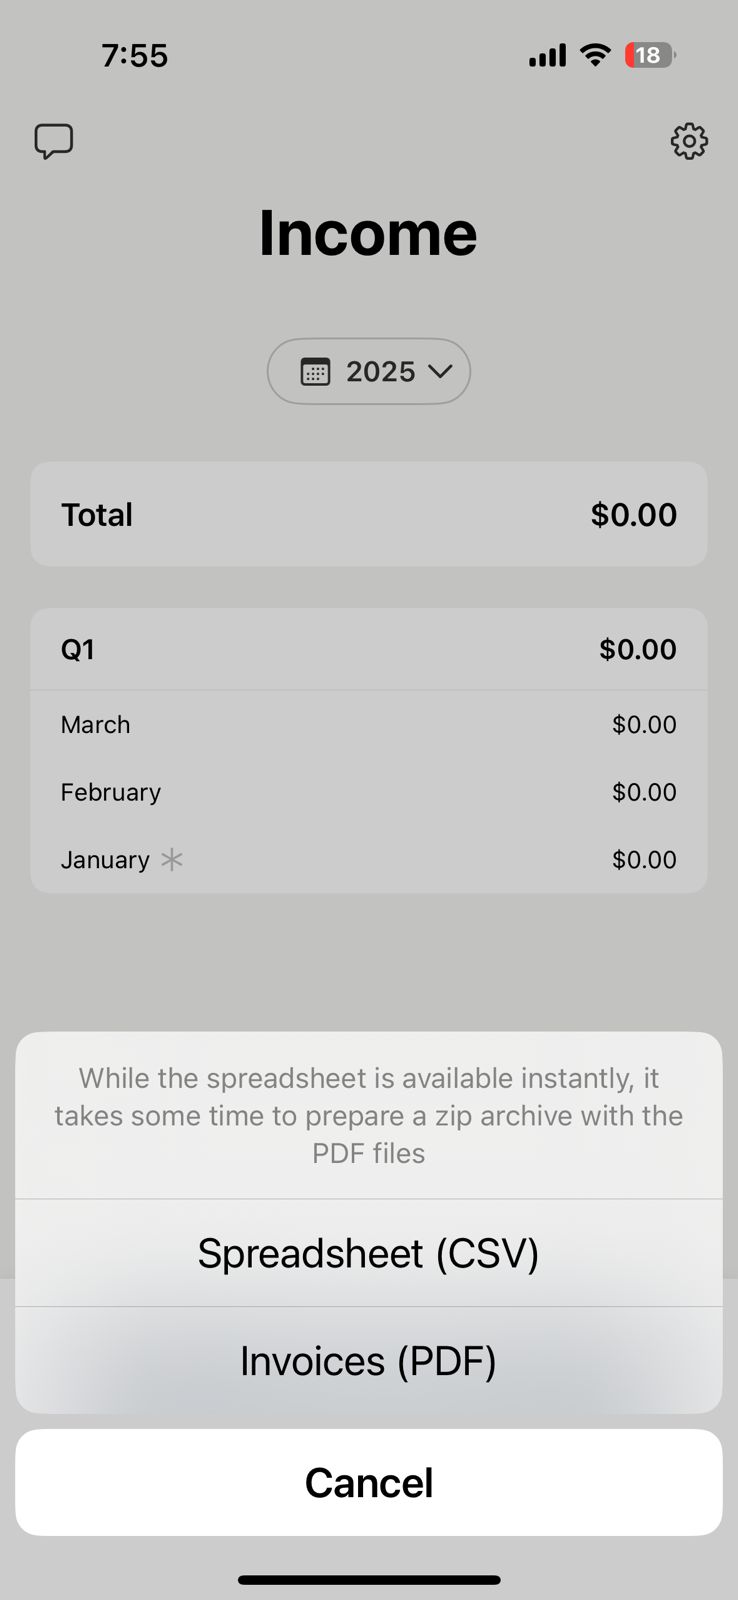 7:55
18
Income
2025
Total $0.00
Q1 $0.00
March $0.00
February $0.00
January * $0.00
While the spreadsheet is available instantly, it
takes some time to prepare a zip archive with the
PDF files
Spreadsheet (CSV)
Invoices (PDF)
Cancel